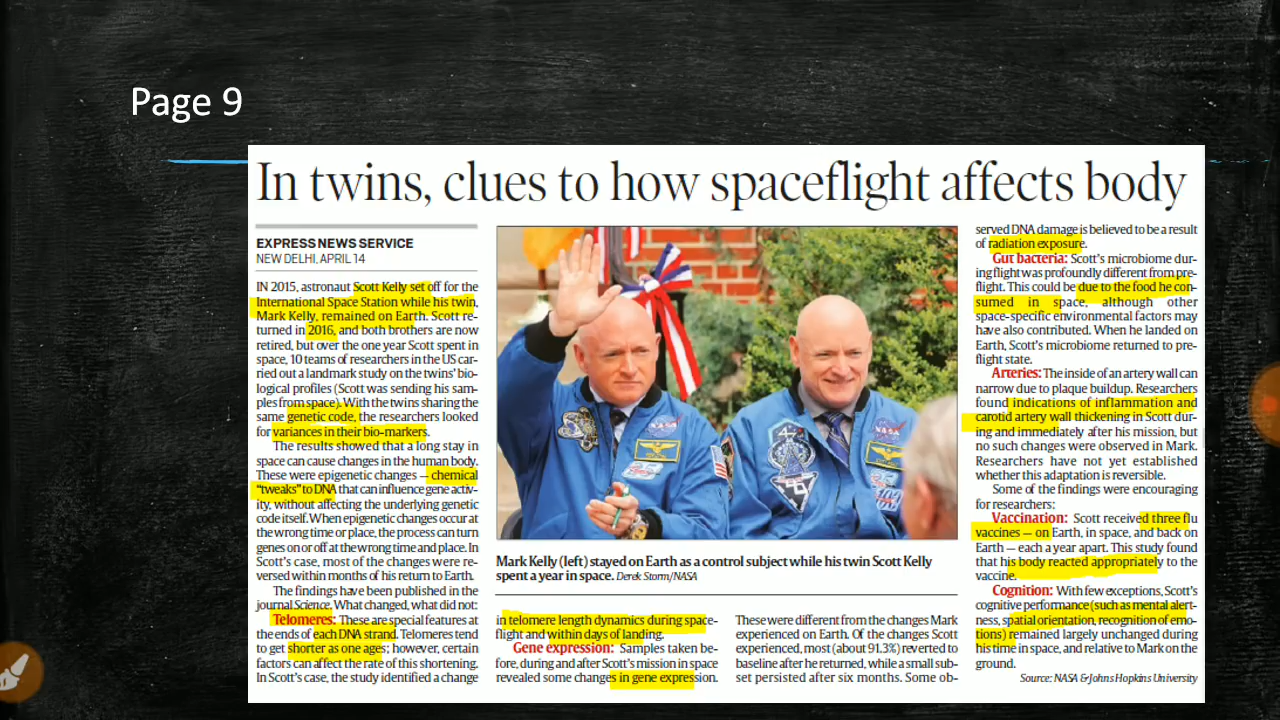 Page 9
In twins, clues to how spaceflight affects body
EXPRESS NEWS SERVICE
NEW DELHI, APRIL 14
IN 2015, astronaut Scott Kelly set off for the
International Space Station while his twin,
Mark Kelly, remained on Earth. Scott re-
turned in 2016, and both brothers are now
retired, but over the one year Scott spent in
space, 10 teams of researchers in the US car-
ried out a landmark study on the twins' bio-
logical profiles (Scott was sending his sam-
ples from space). With the twins sharing the
same genetic code, the researchers looked
for variances in their bio-markers.
The results showed that a long stay in
space can cause changes in the human body.
These were epigenetic changes — chemical
“tweaks” to DNA that can influence gene activ-
ity, without affecting the underlying genetic
code itself. When epigenetic changes occur at
the wrong time or place, the process can turn
genes on or off at the wrong time and place. In
Scott's case, most of the changes were re-
versed within months of his return to Earth.
The findings have been published in the
journal Science. What changed, what did not:
Telomeres: These are special features at
the ends of each DNA strand. Telomeres tend
to get shorter as one ages; however, certain
factors can affect the rate of this shortening.
In Scott's case, the study identified a change
Mark Kelly (left) stayed on Earth as a control subject while his twin Scott Kelly
spent a year in space. Derek Storm/NASA
in telomere length dynamics during space-
flight and within days of landing.
Gene expression: Samples taken be-
fore, during and after Scott's mission in space
revealed some changes in gene expression.
These were different from the changes Mark
experienced on Earth. Of the changes Scott
experienced, most (about 91.3%) reverted to
baseline after he returned, while a small sub-
set persisted after six months. Some ob-
served DNA damage is believed to be a result
of radiation exposure.
Gut bacteria: Scott's microbiome dur-
ing flight was profoundly different from pre-
flight. This could be due to the food he con-
sumed in space, although other
space-specific environmental factors may
have also contributed. When he landed on
Earth, Scott's microbiome returned to pre-
flight state.
Arteries: The inside of an artery wall can
narrow due to plaque buildup. Researchers
found indications of inflammation and
carotid artery wall thickening in Scott dur-
ing and immediately after his mission, but
no such changes were observed in Mark.
Researchers have not yet established
whether this adaptation is reversible.
Some of the findings were encouraging
for researchers:
Vaccination: Scott received three flu
vaccines — on Earth, in space, and back on
Earth — each a year apart. This study found
that his body reacted appropriately to the
vaccine.
Cognition: With few exceptions, Scott's
cognitive performance (such as mental alert-
ness, spatial orientation, recognition of emo-
tions) remained largely unchanged during
his time in space, and relative to Mark on the
ground.
Source: NASA & Johns Hopkins University